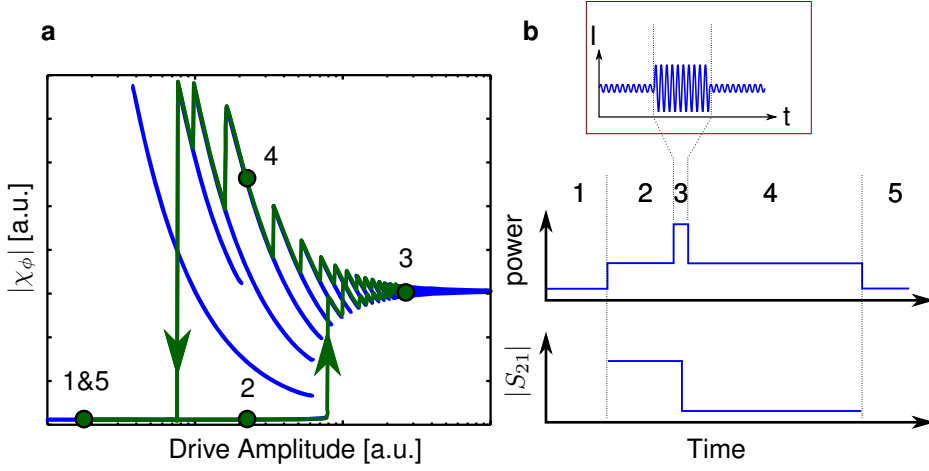 a
|χ_ϕ| [a.u.]
4
3
1&5
2
Drive Amplitude [a.u.]
b
I
t
1 2 3 4 5
power
|S_21|
Time